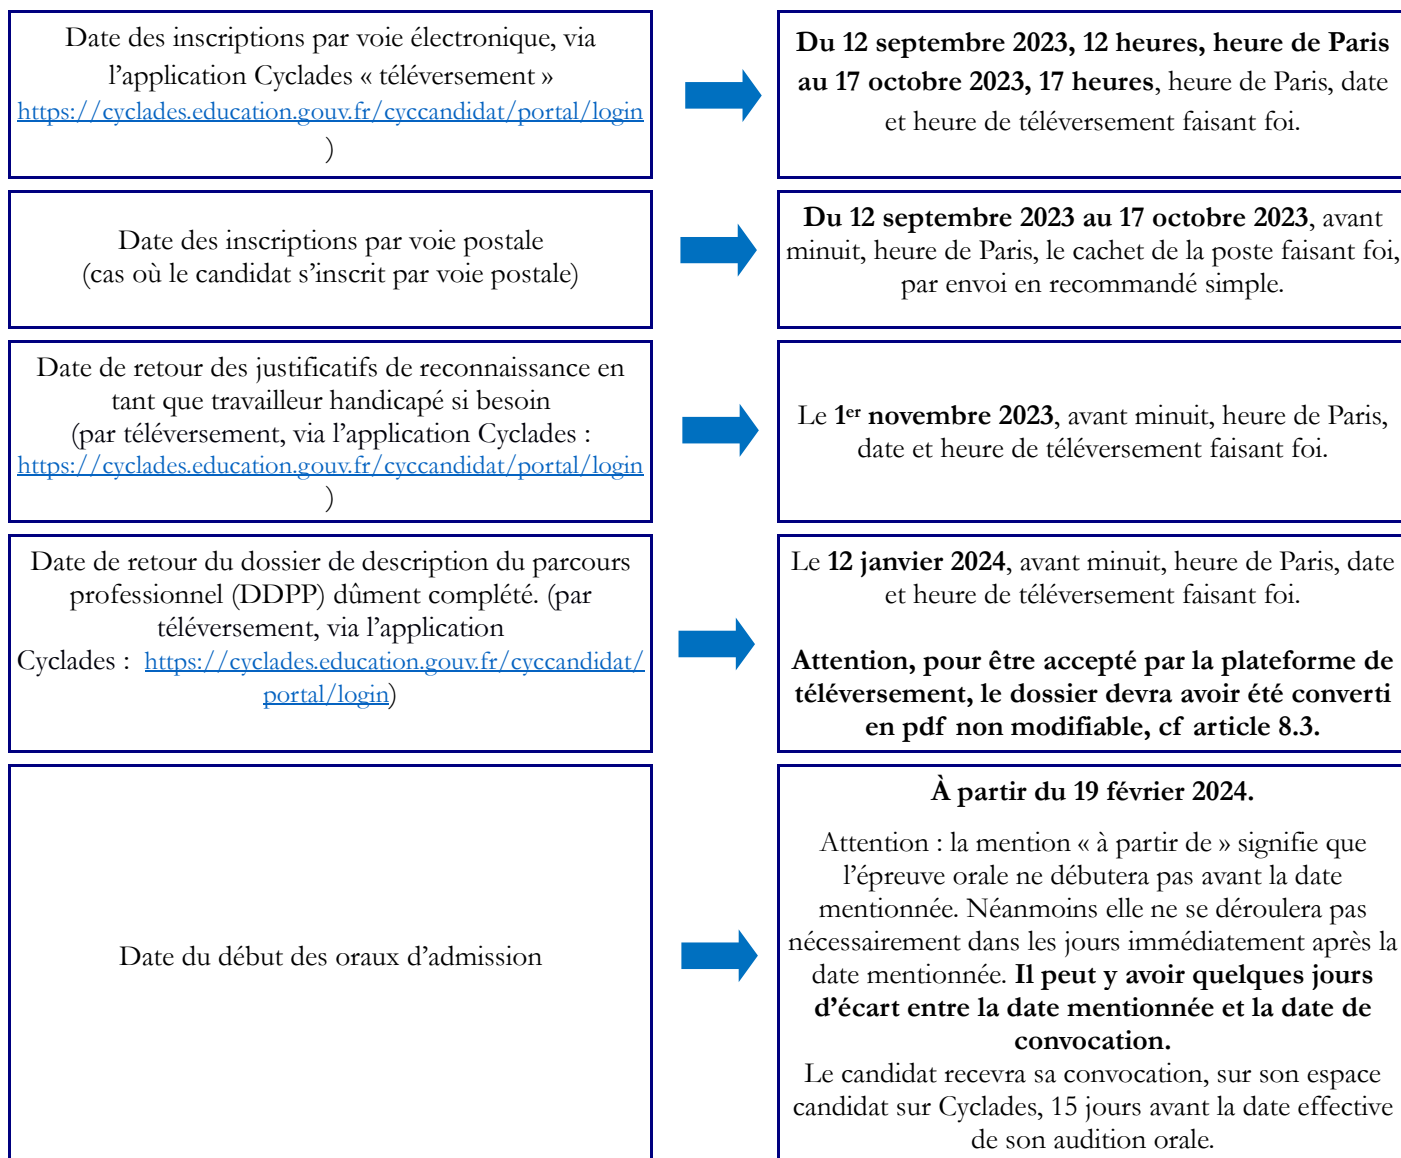 Date des inscriptions par voie électronique, via
l’application Cyclades « téléversement »
https://cyclades.education.gouv.fr/cyccandidat/portal/login
)
Du 12 septembre 2023, 12 heures, heure de Paris
au 17 octobre 2023, 17 heures, heure de Paris, date
et heure de téléversement faisant foi.
Date des inscriptions par voie postale
(cas où le candidat s’inscrit par voie postale)
Du 12 septembre 2023 au 17 octobre 2023, avant
minuit, heure de Paris, le cachet de la poste faisant foi,
par envoi en recommandé simple.
Date de retour des justificatifs de reconnaissance en
tant que travailleur handicapé si besoin
(par téléversement, via l’application Cyclades :
https://cyclades.education.gouv.fr/cyccandidat/portal/login
)
Le 1er novembre 2023, avant minuit, heure de Paris,
date et heure de téléversement faisant foi.
Date de retour du dossier de description du parcours
professionnel (DDPP) dûment complété. (par
téléversement, via l’application
Cyclades : https://cyclades.education.gouv.fr/cyccandidat/
portal/login)
Le 12 janvier 2024, avant minuit, heure de Paris, date
et heure de téléversement faisant foi.
Attention, pour être accepté par la plateforme de
téléversement, le dossier devra avoir été converti
en pdf non modifiable, cf article 8.3.
Date du début des oraux d’admission
À partir du 19 février 2024.
Attention : la mention « à partir de » signifie que
l’épreuve orale ne débutera pas avant la date
mentionnée. Néanmoins elle ne se déroulera pas
nécessairement dans les jours immédiatement après la
date mentionnée. Il peut y avoir quelques jours
d’écart entre la date mentionnée et la date de
convocation.
Le candidat recevra sa convocation, sur son espace
candidat sur Cyclades, 15 jours avant la date effective
de son audition orale.